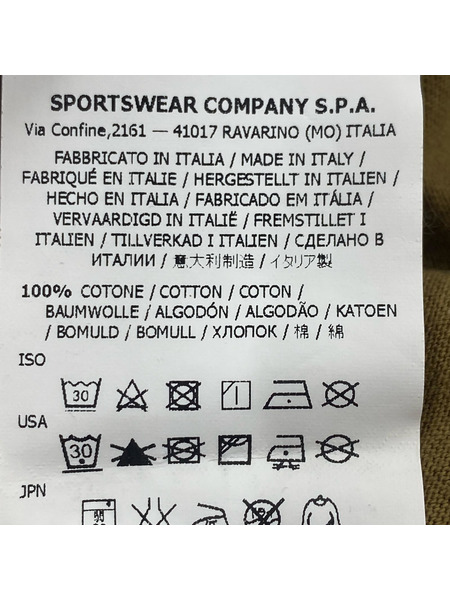 SPORTSWEAR COMPANY S.P.A.
Via Confine,2161 — 41017 RAVARINO (MO) ITALIA
FABBRICATO IN ITALIA / MADE IN ITALY /
FABRIQUÉ EN ITALIE / HERGESTELLT IN ITALIEN /
HECHO EN ITALIA / FABRICADO EM ITÁLIA /
VERVAARDIGD IN ITALIË / FREMSTILLET I
ITALIEN / TILLVERKAD I ITALIEN / СДЕЛАНО В
ИТАЛИИ / 意大利制造 / イタリア製
100% COTONE / COTTON / COTON /
BAUMWOLLE / ALGODÓN / ALGODÃO / KATOEN
/ BOMULD / BOMULL / ХЛОПОК / 棉 / 綿
ISO
30
USA
30
JPN
弱